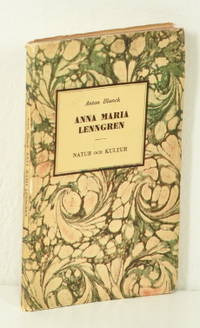 Anton Blanck
ANNA MARIA
LENNGREN
NATUR OCH KULTUR